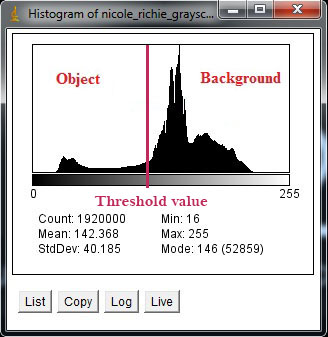 Histogram of nicole_richie_graysc...
Object
Background
0
255
Threshold value
Count: 1920000
Min: 16
Mean: 142.368
Max: 255
StdDev: 40.185
Mode: 146 (52859)
List
Copy
Log
Live